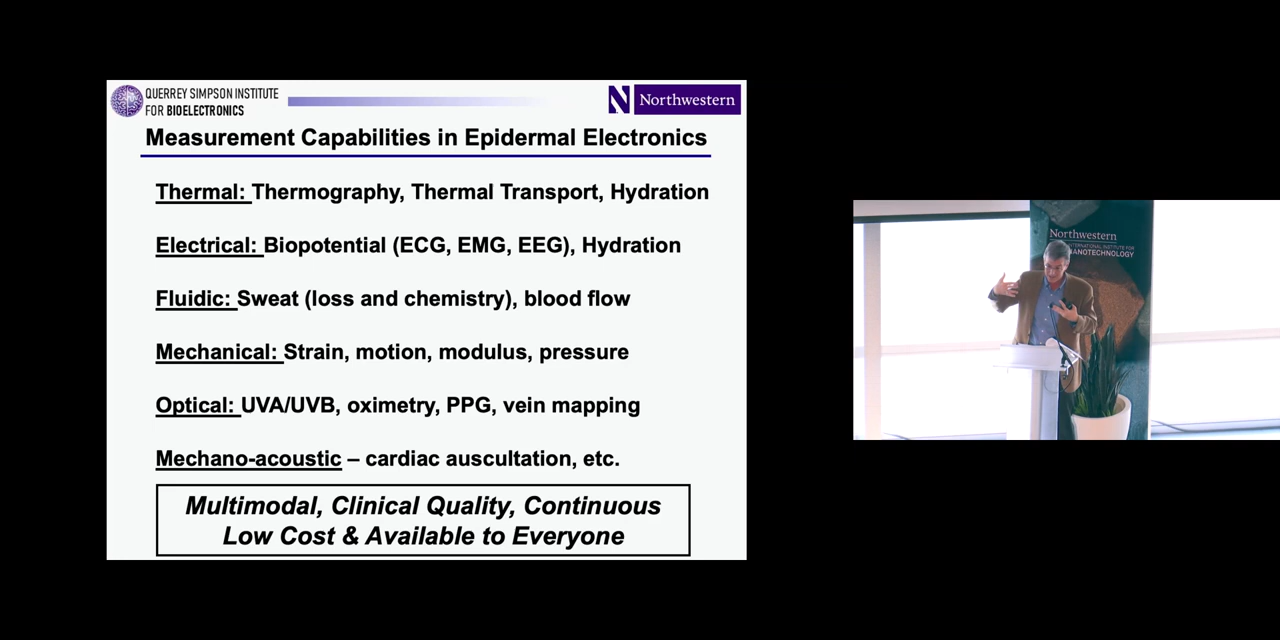 QUERREY SIMPSON INSTITUTE
FOR BIOELECTRONICS
N Northwestern
Measurement Capabilities in Epidermal Electronics
Thermal: Thermography, Thermal Transport, Hydration
Electrical: Biopotential (ECG, EMG, EEG), Hydration
Fluidic: Sweat (loss and chemistry), blood flow
Mechanical: Strain, motion, modulus, pressure
Optical: UVA/UVB, oximetry, PPG, vein mapping
Mechano-acoustic – cardiac auscultation, etc.
Multimodal, Clinical Quality, Continuous
Low Cost & Available to Everyone
Northwestern
INTERNATIONAL INSTITUTE FOR
NANOTECHNOLOGY